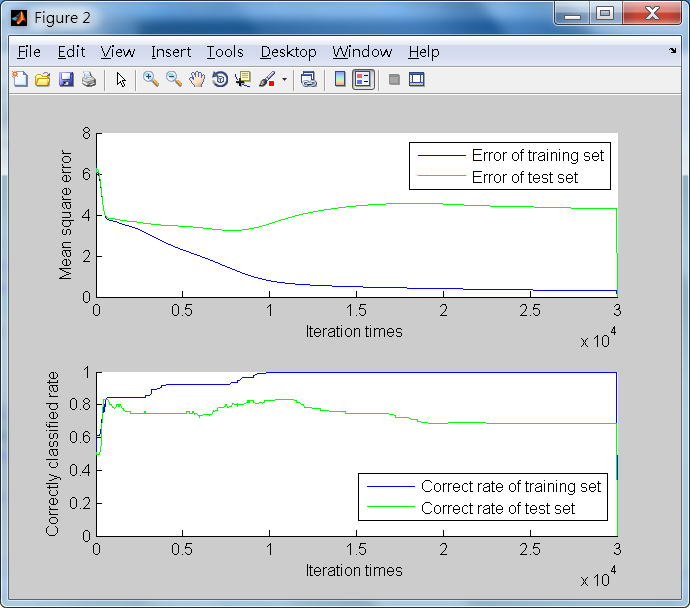 Figure 2
File Edit View Insert Tools Desktop Window Help
8
6
4
2
0
Mean square error
Error of training set
Error of test set
0 0.5 1 1.5 2 2.5 3
Iteration times
x 10^4
1
0.8
0.6
0.4
0.2
0
Correctly classified rate
Correct rate of training set
Correct rate of test set
0 0.5 1 1.5 2 2.5 3
Iteration times
x 10^4